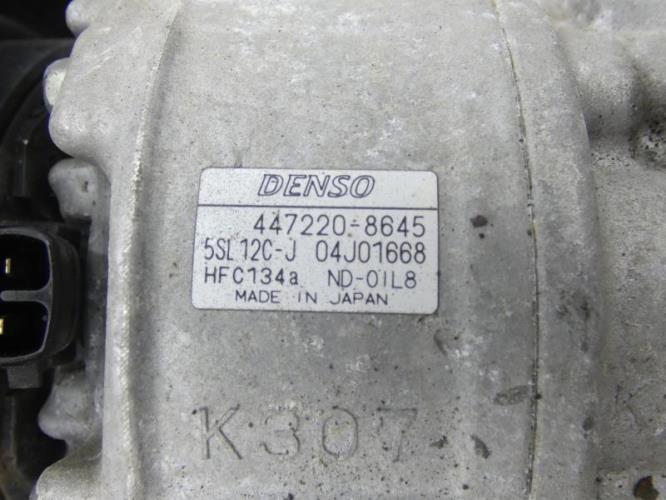 DENSO
447220-8645
5SL12C-J 04J01668
HFC134a ND-OIL8
MADE IN JAPAN
K307